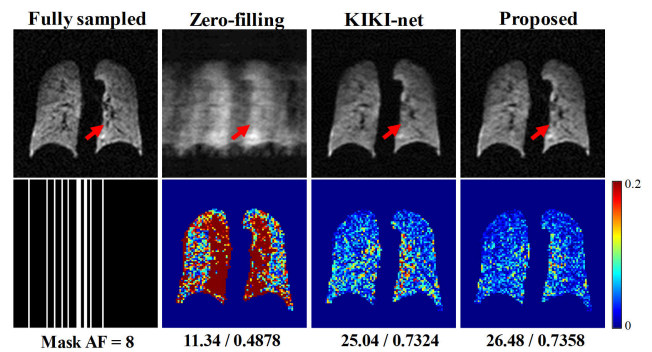 Fully sampled Zero-filling KIKI-net Proposed
0.2
0
Mask AF = 8 11.34 / 0.4878 25.04 / 0.7324 26.48 / 0.7358